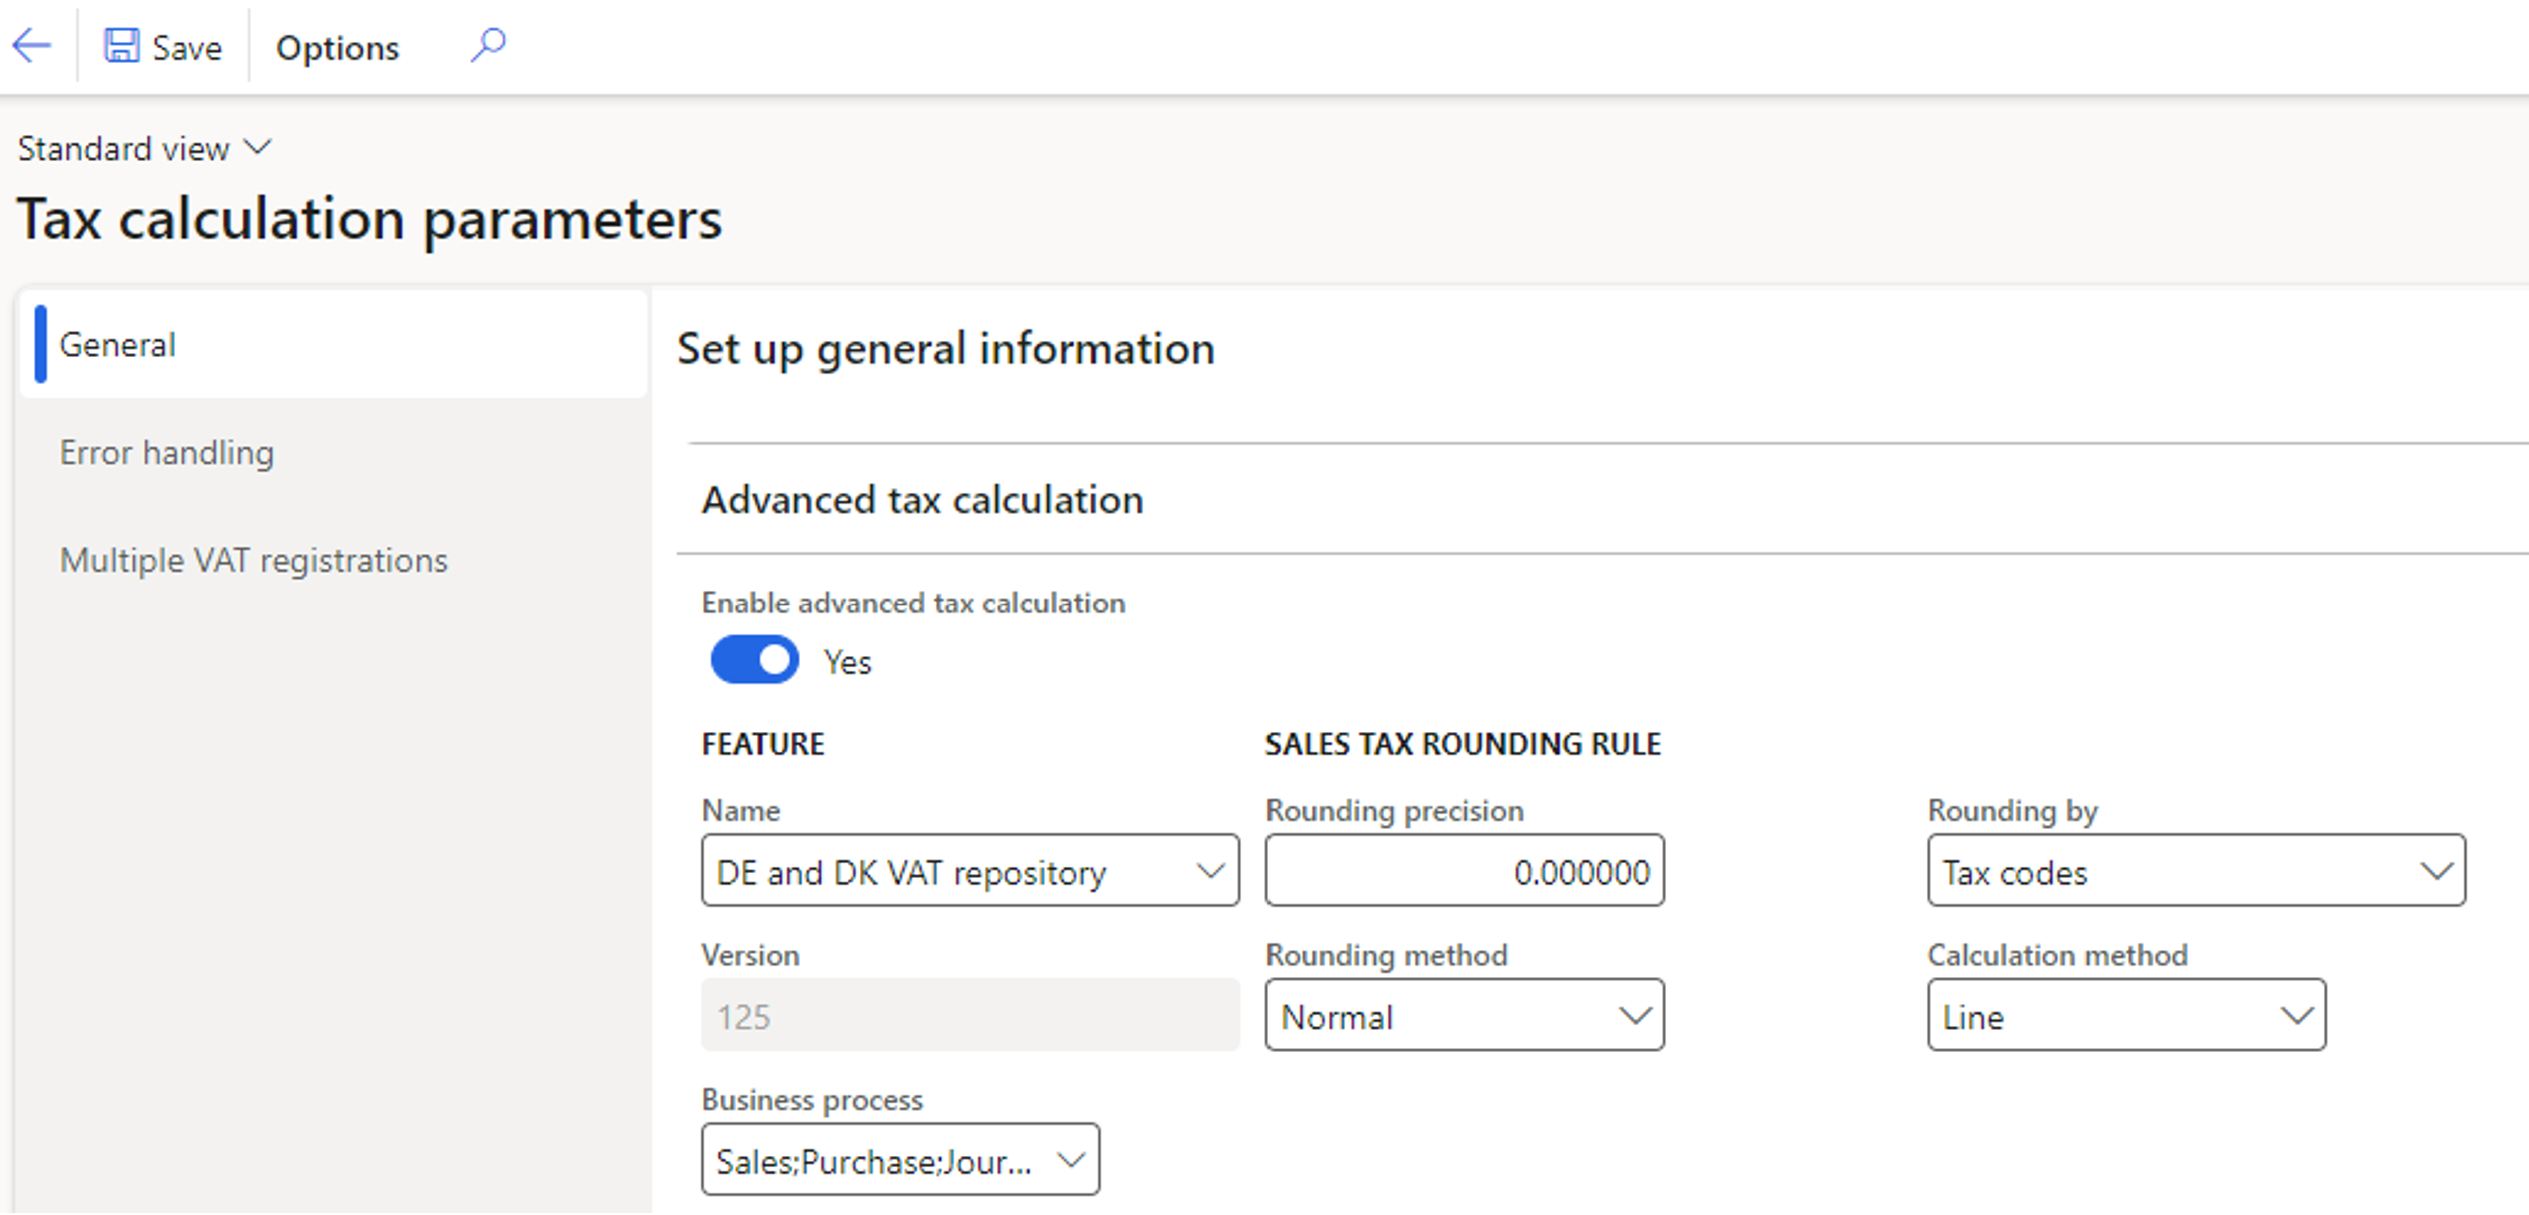 Save Options
Standard view
Tax calculation parameters
General
Error handling
Multiple VAT registrations
Set up general information
Advanced tax calculation
Enable advanced tax calculation
Yes
FEATURE
Name
DE and DK VAT repository
Version
125
Business process
Sales;Purchase;Jour...
SALES TAX ROUNDING RULE
Rounding precision
0.000000
Rounding method
Normal
Rounding by
Tax codes
Calculation method
Line